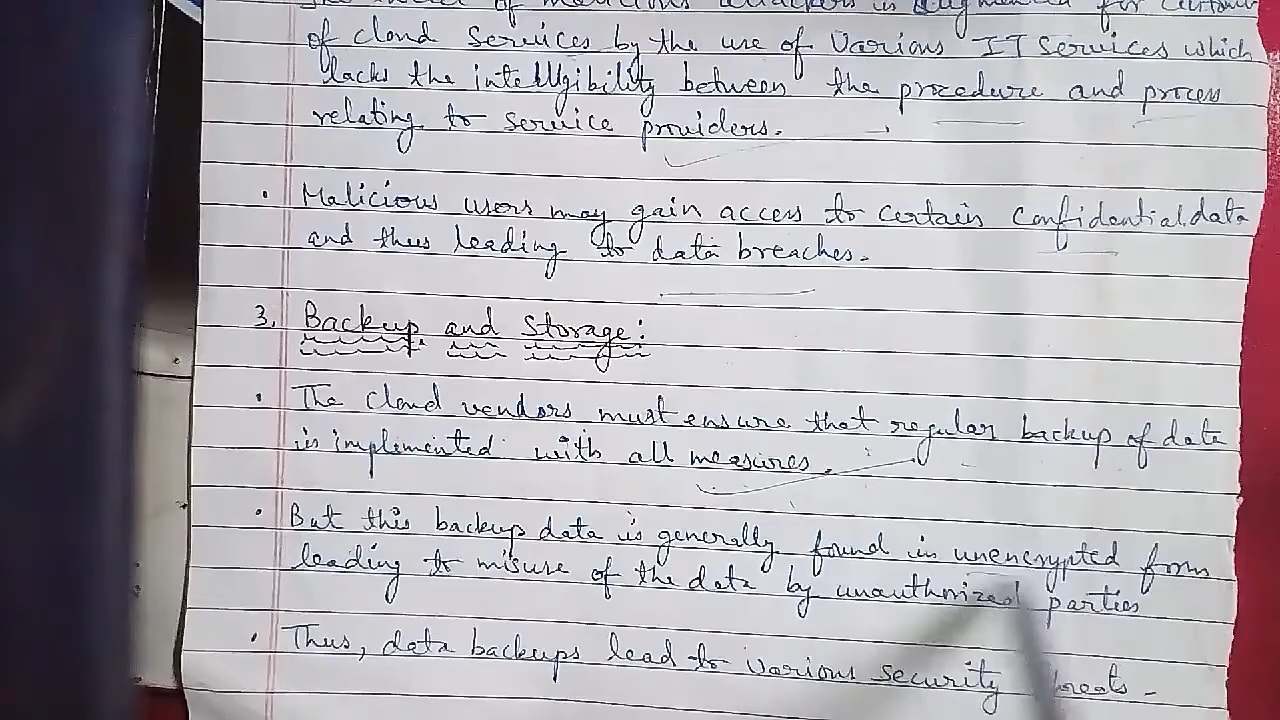 of cloud services by the use of various IT services which
lacks the intelligibility between the procedure and process
relating to service providers.
• Malicious users may gain access to certain confidential data
and thus leading to data breaches.
3. Backup and Storage:
• The cloud vendors must ensure that regular backup of data
is implemented with all measures.
• But this backup data is generally found in unencrypted form
leading to misuse of the data by unauthorized parties
• Thus, data backups lead to various security threats.